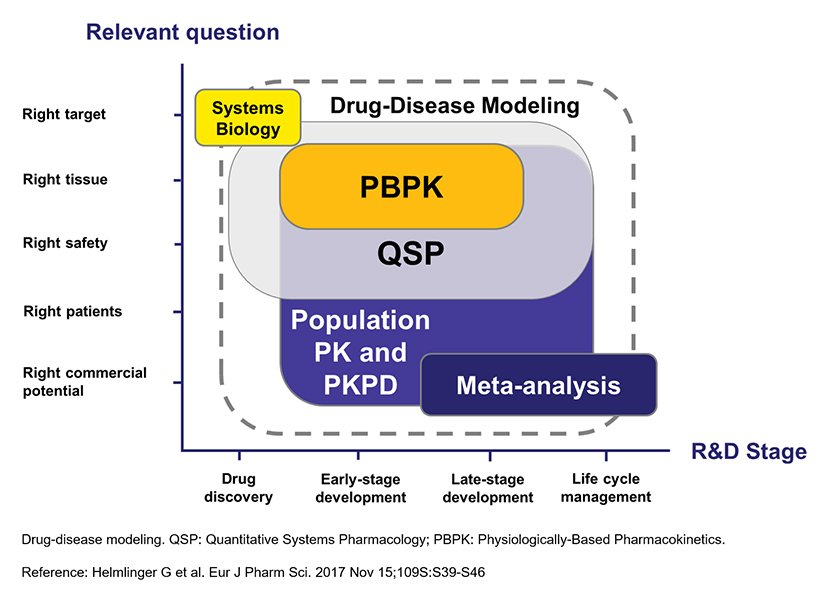 Relevant question
Right target
Right tissue
Right safety
Right patients
Right commercial
potential
Systems
Biology
Drug-Disease Modeling
PBPK
QSP
Population
PK and
PKPD
Meta-analysis
R&D Stage
Drug
discovery
Early-stage
development
Late-stage
development
Life cycle
management
Drug-disease modeling. QSP: Quantitative Systems Pharmacology; PBPK: Physiologically-Based Pharmacokinetics.
Reference: Helmlinger G et al. Eur J Pharm Sci. 2017 Nov 15;109S:S39-S46